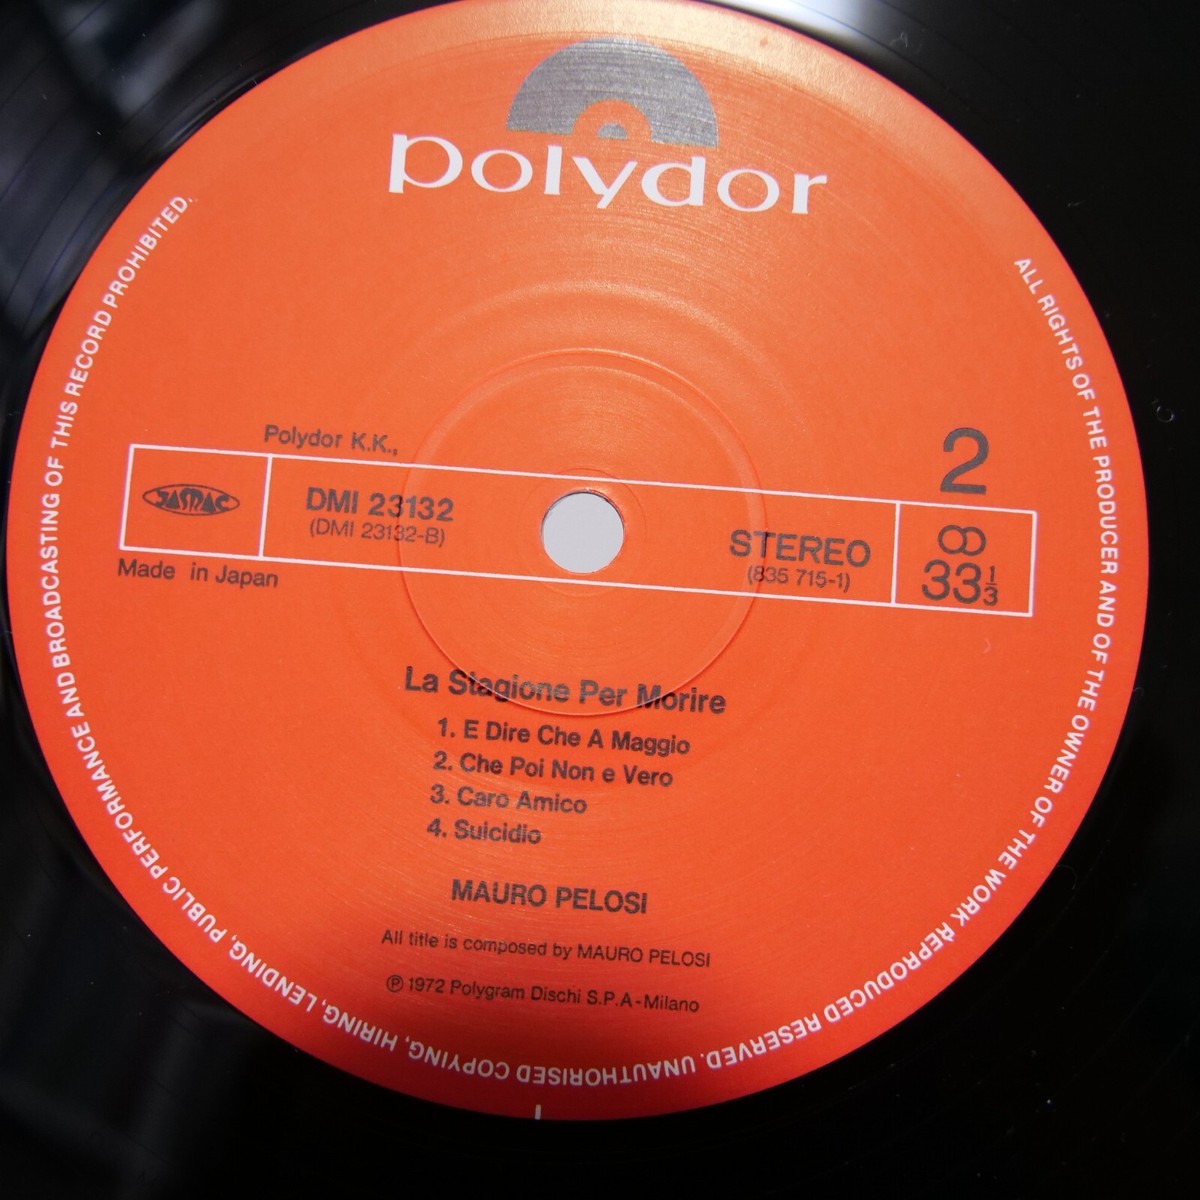 polydor
ALL RIGHTS OF THE PRODUCER AND OF THE OWNER OF THE WORK REPRODUCED RESERVED. UNAUTHORISED COPYING, HIRING, LENDING, PUBLIC PERFORMANCE AND BROADCASTING OF THIS RECORD PROHIBITED.
Polydor K.K.,
2
JASRAC
DMI 23132
(DMI 23132-B)
STEREO
(835 715-1)
33 1/3
Made in Japan
La Stagione Per Morire
1. E Dire Che A Maggio
2. Che Poi Non e Vero
3. Caro Amico
4. Suicidio
MAURO PELOSI
All title is composed by MAURO PELOSI
℗ 1972 Polygram Dischi S.P.A-Milano